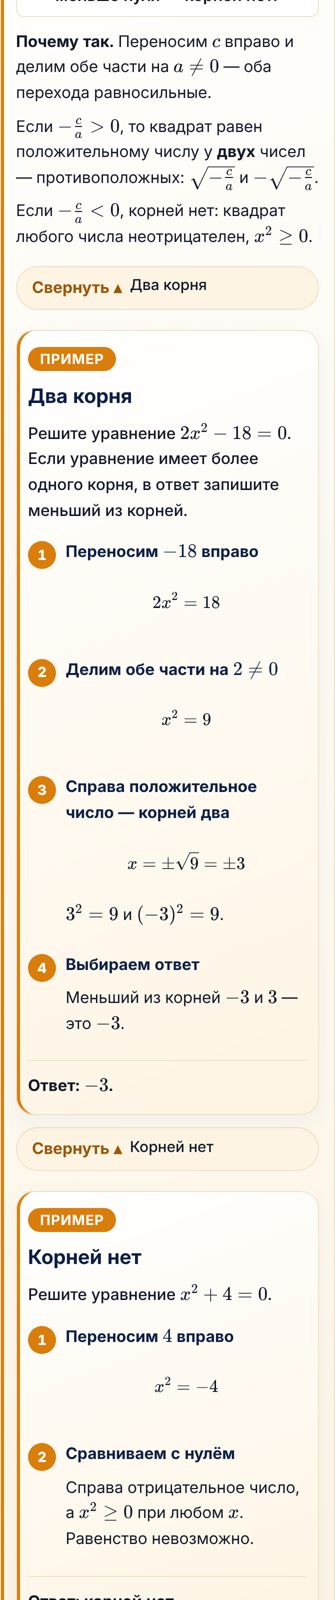 Почему так. Переносим c вправо и
делим обе части на a ≠ 0 — оба
перехода равносильные.
Если −c/a > 0, то квадрат равен
положительному числу у двух чисел
— противоположных: √(−c/a) и −√(−c/a).
Если −c/a < 0, корней нет: квадрат
любого числа неотрицателен, x² ≥ 0.
Свернуть ▴ Два корня
ПРИМЕР
Два корня
Решите уравнение 2x² − 18 = 0.
Если уравнение имеет более
одного корня, в ответ запишите
меньший из корней.
1 Переносим −18 вправо
2x² = 18
2 Делим обе части на 2 ≠ 0
x² = 9
3 Справа положительное
число — корней два
x = ±√9 = ±3
3² = 9 и (−3)² = 9.
4 Выбираем ответ
Меньший из корней −3 и 3 —
это −3.
Ответ: −3.
Свернуть ▴ Корней нет
ПРИМЕР
Корней нет
Решите уравнение x² + 4 = 0.
1 Переносим 4 вправо
x² = −4
2 Сравниваем с нулём
Справа отрицательное число,
а x² ≥ 0 при любом x.
Равенство невозможно.